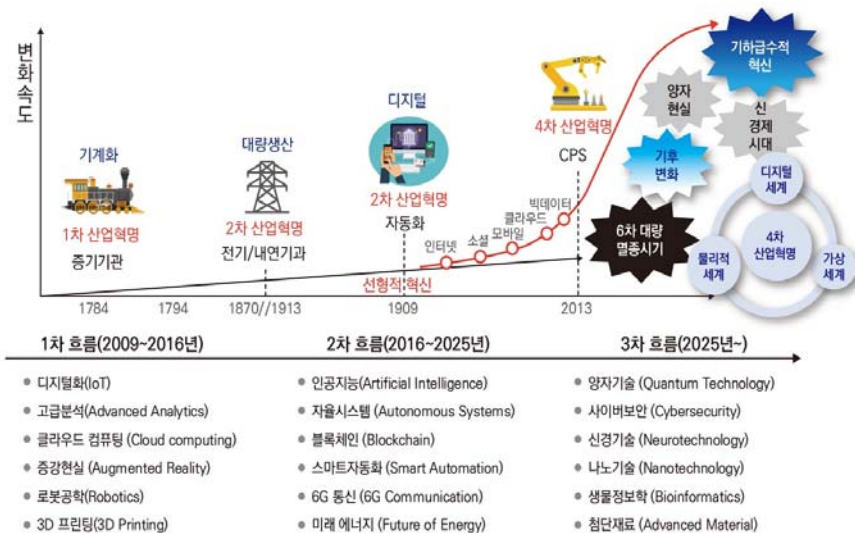 변화속도
기계화
1차 산업혁명
증기기관
대량생산
2차 산업혁명
전기/내연기과
디지털
2차 산업혁명
자동화
4차 산업혁명
CPS
인터넷
소셜
모바일
클라우드
빅데이터
선형적 혁신
기하급수적
혁신
양자
현실
신
경제
시대
기후
변화
6차 대량
멸종시기
디지털
세계
물리적
세계
4차
산업혁명
가상
세계
1784
1794
1870//1913
1909
2013
1차 흐름(2009~2016년)
디지털화(IoT)
고급분석(Advanced Analytics)
클라우드 컴퓨팅 (Cloud computing)
증강현실 (Augmented Reality)
로봇공학(Robotics)
3D 프린팅(3D Printing)
2차 흐름(2016~2025년)
인공지능(Artificial Intelligence)
자율시스템 (Autonomous Systems)
블록체인 (Blockchain)
스마트자동화 (Smart Automation)
6G 통신 (6G Communication)
미래 에너지 (Future of Energy)
3차 흐름(2025년~)
양자기술 (Quantum Technology)
사이버보안 (Cybersecurity)
신경기술 (Neurotechnology)
나노기술 (Nanotechnology)
생물정보학 (Bioinformatics)
첨단재료 (Advanced Material)